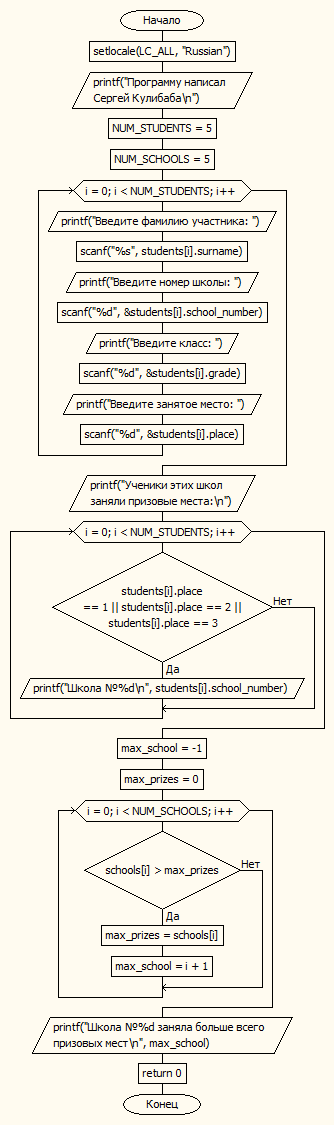 Начало
setlocale(LC_ALL, "Russian")
printf("Программу написал
Сергей Кулибаба\n")
NUM_STUDENTS = 5
NUM_SCHOOLS = 5
i = 0; i < NUM_STUDENTS; i++
printf("Введите фамилию участника: ")
scanf("%s", students[i].surname)
printf("Введите номер школы: ")
scanf("%d", &students[i].school_number)
printf("Введите класс: ")
scanf("%d", &students[i].grade)
printf("Введите занятое место: ")
scanf("%d", &students[i].place)
printf("Ученики этих школ
заняли призовые места:\n")
i = 0; i < NUM_STUDENTS; i++
students[i].place
== 1 || students[i].place == 2 ||
students[i].place == 3
Нет
Да
printf("Школа №%d\n", students[i].school_number)
max_school = -1
max_prizes = 0
i = 0; i < NUM_SCHOOLS; i++
schools[i] > max_prizes
Нет
Да
max_prizes = schools[i]
max_school = i + 1
printf("Школа №%d заняла больше всего
призовых мест\n", max_school)
return 0
Конец